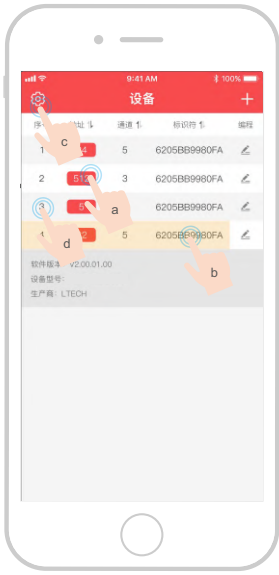 9:41 AM 100%
设备
通道 标识符 编程
1 5 6205BB9980FA
c
2 512 3 6205BB9980FA
3 5 6205BB9980FA
a
d
5 6205BB9980FA
b
软件版本 V2.00.01.00
设备型号:
生产商: LTECH